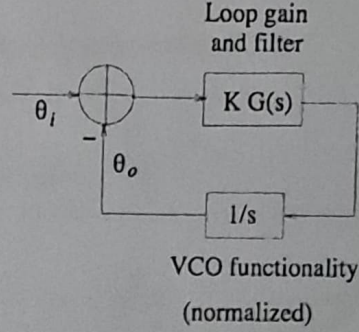 Loop gain
and filter
K G(s)
θi
−
θo
1/s
VCO functionality
(normalized)